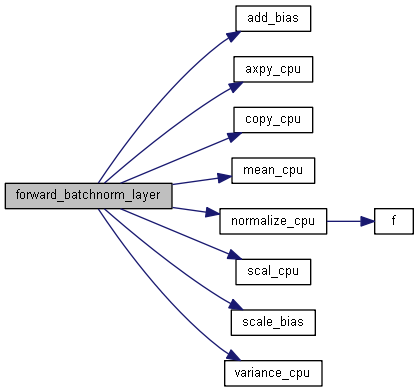 add_bias
axpy_cpu
copy_cpu
mean_cpu
forward_batchnorm_layer
normalize_cpu
f
scal_cpu
scale_bias
variance_cpu